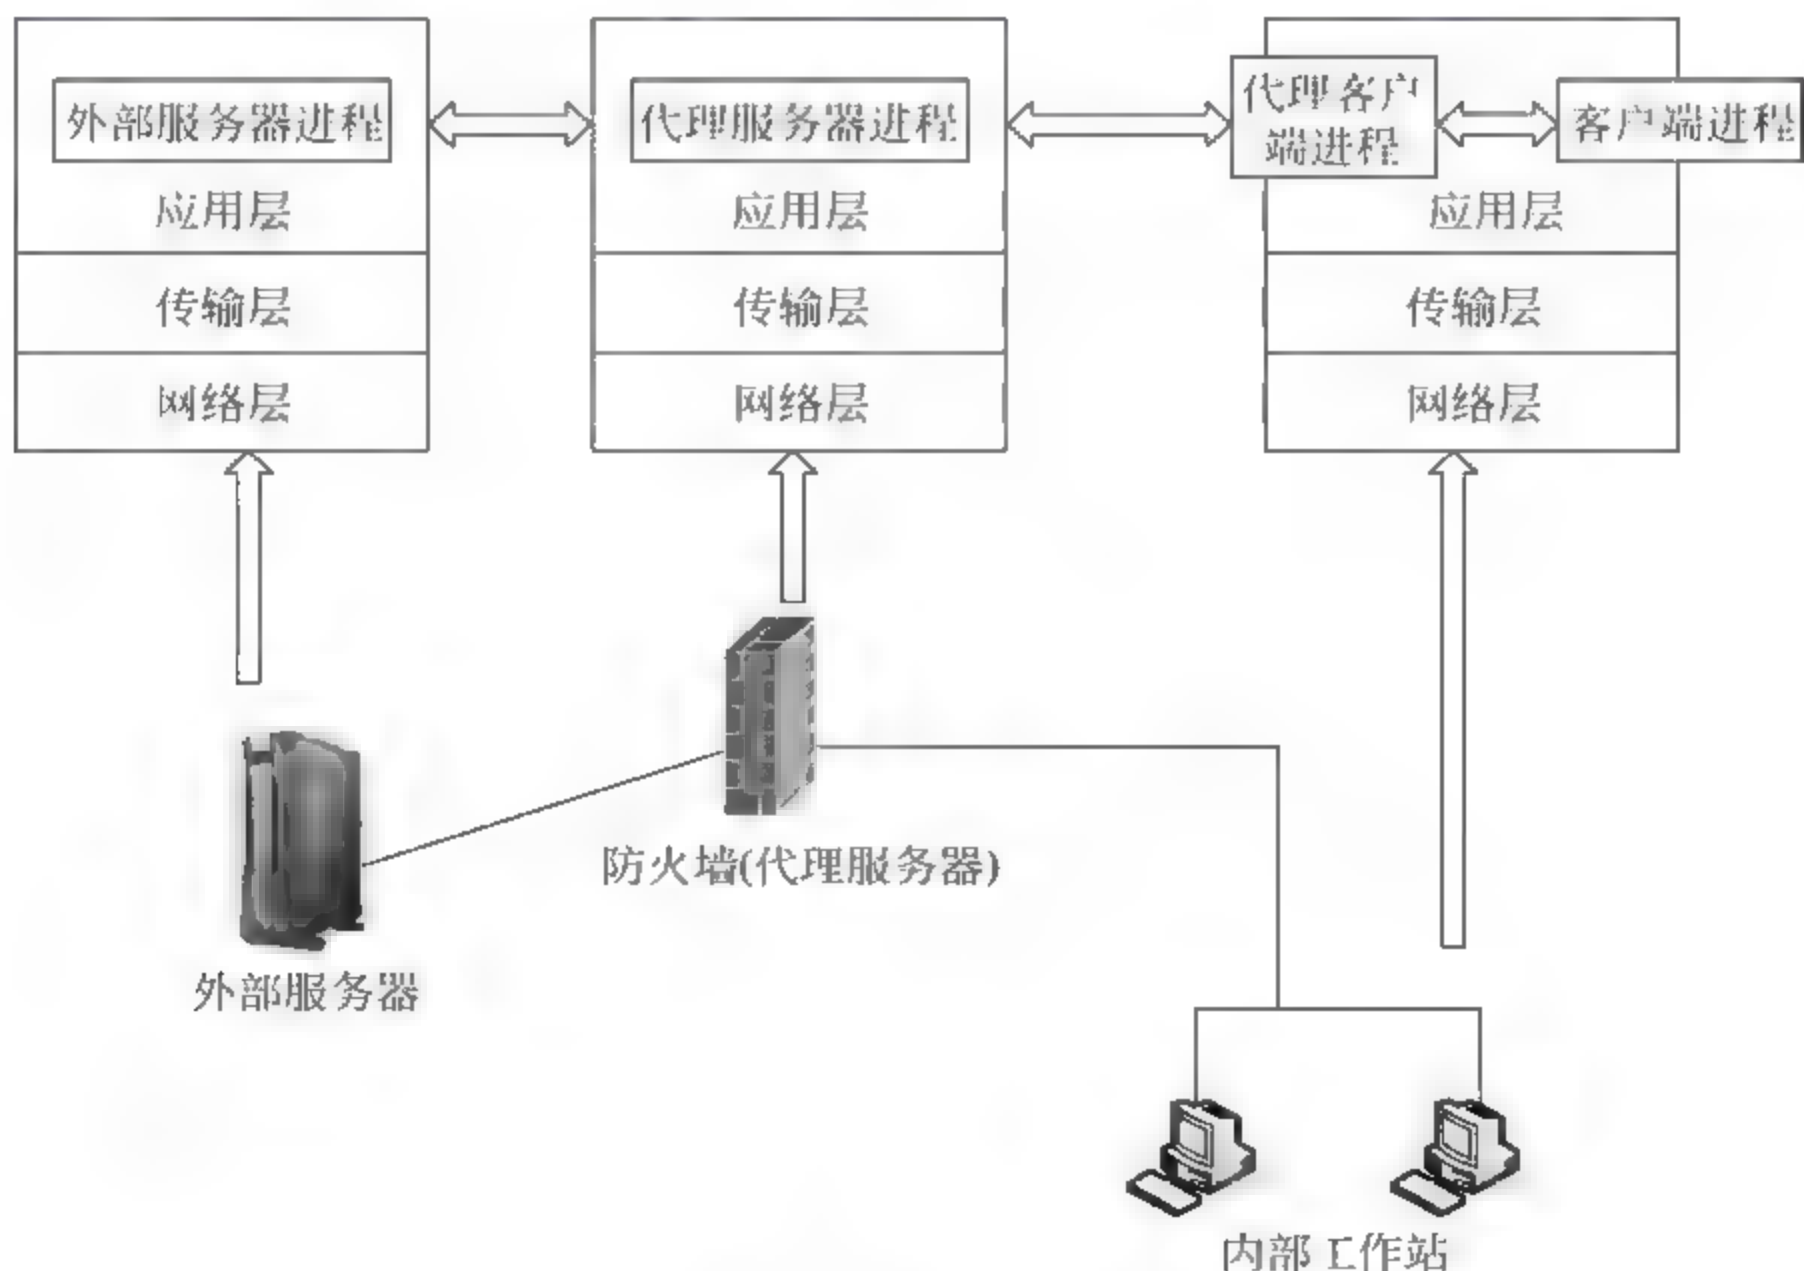 外部服务器进程
应用层
传输层
网络层
代理服务器进程
应用层
传输层
网络层
代理客户
端进程
客户端进程
应用层
传输层
网络层
防火墙(代理服务器)
外部服务器
内部工作站